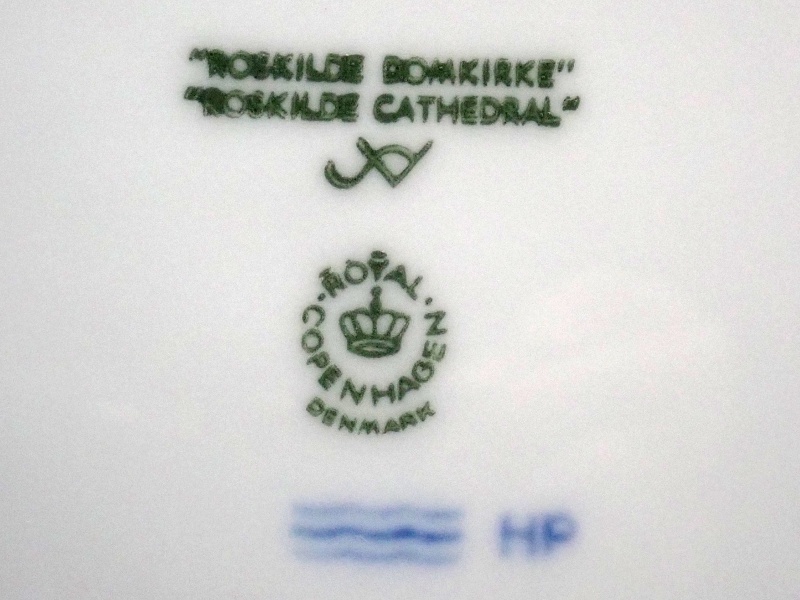 "ROSKILDE DOMKIRKE"
"ROSKILDE CATHEDRAL"
ROYAL
COPENHAGEN
DENMARK
HP